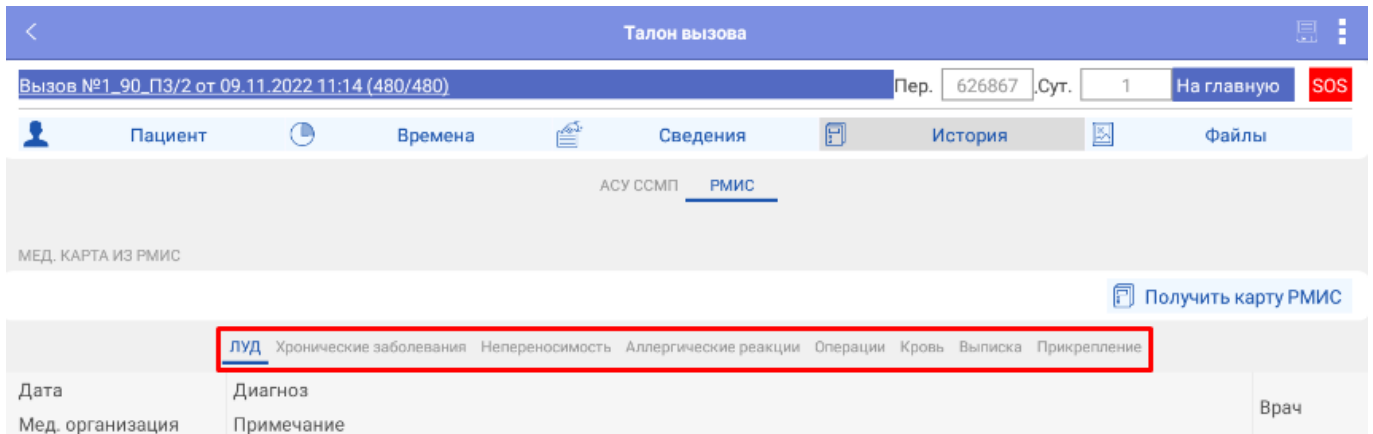 Талон вызова
Вызов №1_90_ПЗ/2 от 09.11.2022 11:14 (480/480) Пер. 626867 .Сут. 1 На главную SOS
Пациент Времена Сведения История Файлы
АСУ ССМП РМИС
МЕД. КАРТА ИЗ РМИС
Получить карту РМИС
ЛУД Хронические заболевания Непереносимость Аллергические реакции Операции Кровь Выписка Прикрепление
Дата Диагноз
Врач
Мед. организация Примечание